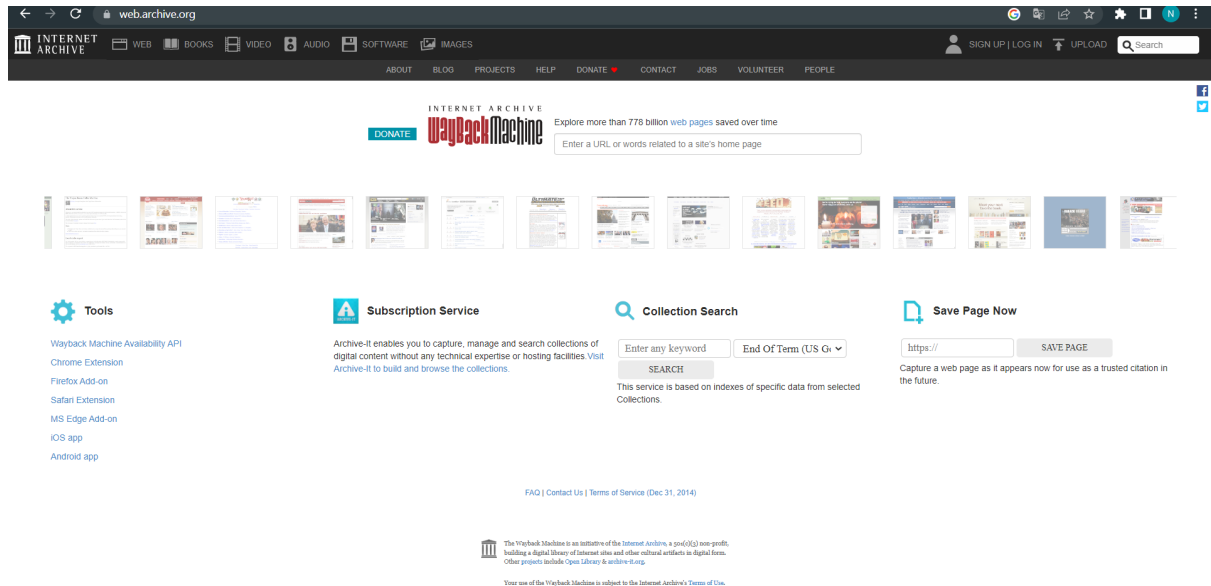 web.archive.org
N
INTERNET ARCHIVE
WEB BOOKS VIDEO AUDIO SOFTWARE IMAGES
SIGN UP | LOG IN UPLOAD Search
ABOUT BLOG PROJECTS HELP DONATE CONTACT JOBS VOLUNTEER PEOPLE
INTERNET ARCHIVE
WayBackMachine
DONATE
Explore more than 778 billion web pages saved over time
Enter a URL or words related to a site's home page
Tools
Wayback Machine Availability API
Chrome Extension
Firefox Add-on
Safari Extension
MS Edge Add-on
iOS app
Android app
Subscription Service
Archive-It enables you to capture, manage and search collections of
digital content without any technical expertise or hosting facilities. Visit
Archive-It to build and browse the collections.
Collection Search
Enter any keyword End Of Term (US G
SEARCH
This service is based on indexes of specific data from selected
Collections.
Save Page Now
https:// SAVE PAGE
Capture a web page as it appears now for use as a trusted citation in
the future.
FAQ | Contact Us | Terms of Service (Dec 31, 2014)
The Wayback Machine is an initiative of the Internet Archive, a 501(c)(3) non-profit,
building a digital library of Internet sites and other cultural artifacts in digital form.
Other projects include Open Library & archive-it.org.
Your use of the Wayback Machine is subject to the Internet Archive's Terms of Use.